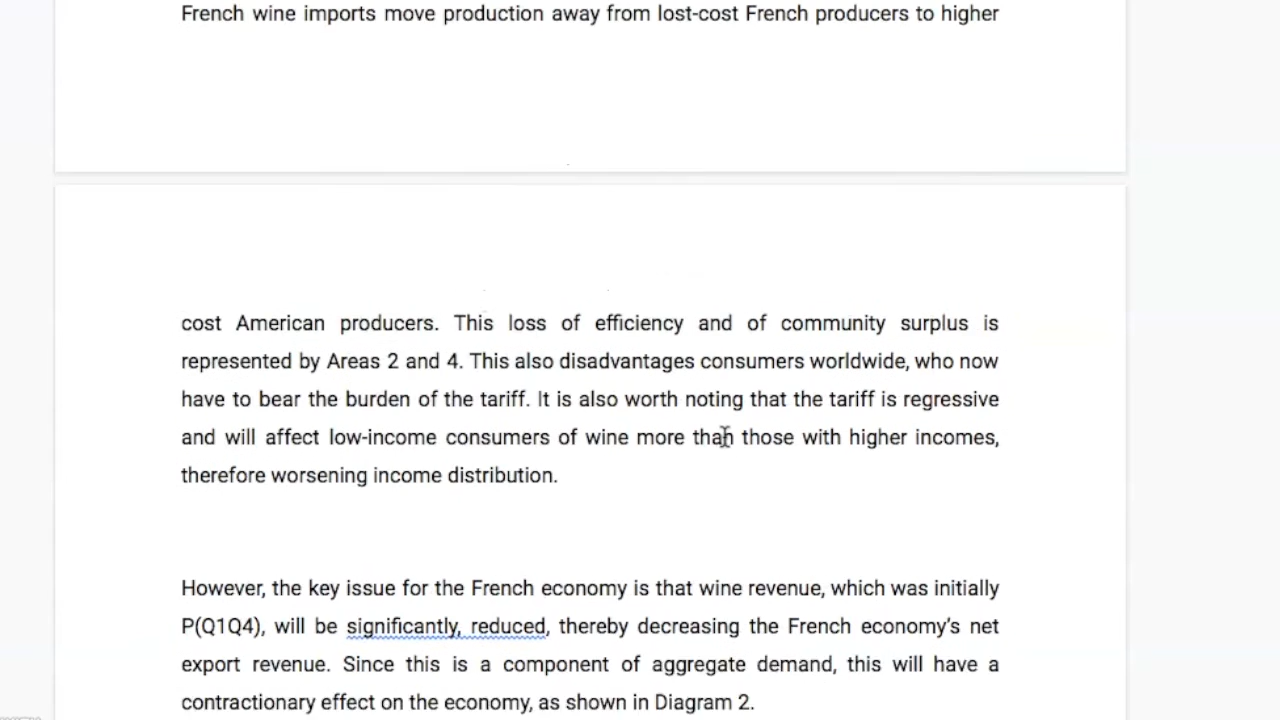 French wine imports move production away from lost-cost French producers to higher
cost American producers. This loss of efficiency and of community surplus is
represented by Areas 2 and 4. This also disadvantages consumers worldwide, who now
have to bear the burden of the tariff. It is also worth noting that the tariff is regressive
and will affect low-income consumers of wine more than those with higher incomes,
therefore worsening income distribution.
However, the key issue for the French economy is that wine revenue, which was initially
P(Q1Q4), will be significantly, reduced, thereby decreasing the French economy's net
export revenue. Since this is a component of aggregate demand, this will have a
contractionary effect on the economy, as shown in Diagram 2.